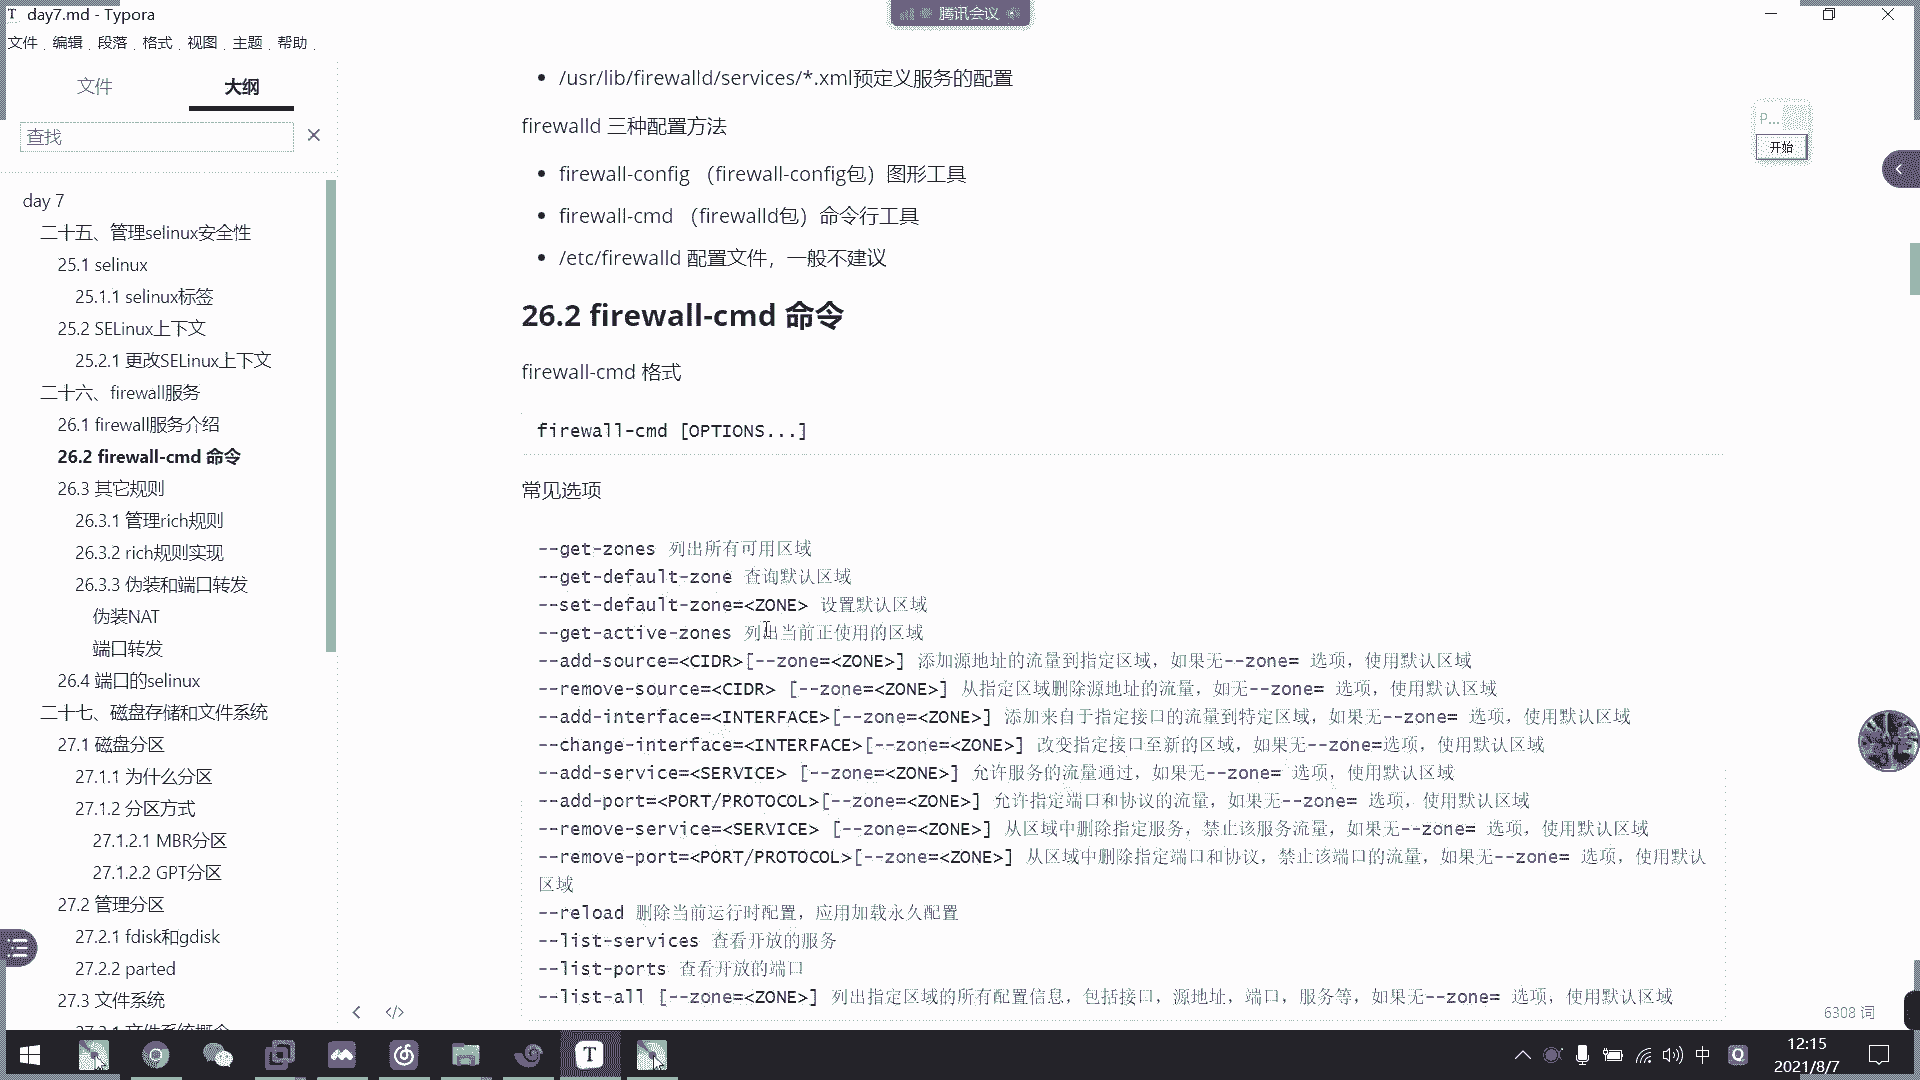 day7.md - Typora
腾讯会议
文件 编辑 段落 格式 视图 主题 帮助
文件 大纲
查找
day 7
二十五、管理selinux安全性
25.1 selinux
25.1.1 selinux标签
25.2 SELinux上下文
25.2.1 更改SELinux上下文
二十六、firewall服务
26.1 firewall服务介绍
26.2 firewall-cmd 命令
26.3 其它规则
26.3.1 管理rich规则
26.3.2 rich规则实现
26.3.3 伪装和端口转发
伪装NAT
端口转发
26.4 端口的selinux
二十七、磁盘存储和文件系统
27.1 磁盘分区
27.1.1 为什么分区
27.1.2 分区方式
27.1.2.1 MBR分区
27.1.2.2 GPT分区
27.2 管理分区
27.2.1 fdisk和gdisk
27.2.2 parted
27.3 文件系统
27.3.1 文件系统概念
/usr/lib/firewalld/services/*.xml预定义服务的配置
firewalld 三种配置方法
firewall-config （firewall-config包）图形工具
firewall-cmd （firewalld包）命令行工具
/etc/firewalld 配置文件，一般不建议
26.2 firewall-cmd 命令
firewall-cmd 格式
firewall-cmd [OPTIONS...]
常见选项
--get-zones 列出所有可用区域
--get-default-zone 查询默认区域
--set-default-zone=<ZONE> 设置默认区域
--get-active-zones 列出当前正使用的区域
--add-source=<CIDR>[--zone=<ZONE>] 添加源地址的流量到指定区域，如果无--zone= 选项，使用默认区域
--remove-source=<CIDR> [--zone=<ZONE>] 从指定区域删除源地址的流量，如无--zone= 选项，使用默认区域
--add-interface=<INTERFACE>[--zone=<ZONE>] 添加来自于指定接口的流量到特定区域，如果无--zone= 选项，使用默认区域
--change-interface=<INTERFACE>[--zone=<ZONE>] 改变指定接口至新的区域，如果无--zone=选项，使用默认区域
--add-service=<SERVICE> [--zone=<ZONE>] 允许服务的流量通过，如果无--zone= 选项，使用默认区域
--add-port=<PORT/PROTOCOL>[--zone=<ZONE>] 允许指定端口和协议的流量，如果无--zone= 选项，使用默认区域
--remove-service=<SERVICE> [--zone=<ZONE>] 从区域中删除指定服务，禁止该服务流量，如果无--zone= 选项，使用默认区域
--remove-port=<PORT/PROTOCOL>[--zone=<ZONE>] 从区域中删除指定端口和协议，禁止该端口的流量，如果无--zone= 选项，使用默认
区域
--reload 删除当前运行时配置，应用加载永久配置
--list-services 查看开放的服务
--list-ports 查看开放的端口
--list-all [--zone=<ZONE>] 列出指定区域的所有配置信息，包括接口，源地址，端口，服务等，如果无--zone= 选项，使用默认区域
P...
开始
6308 词
中
12:15
2021/8/7